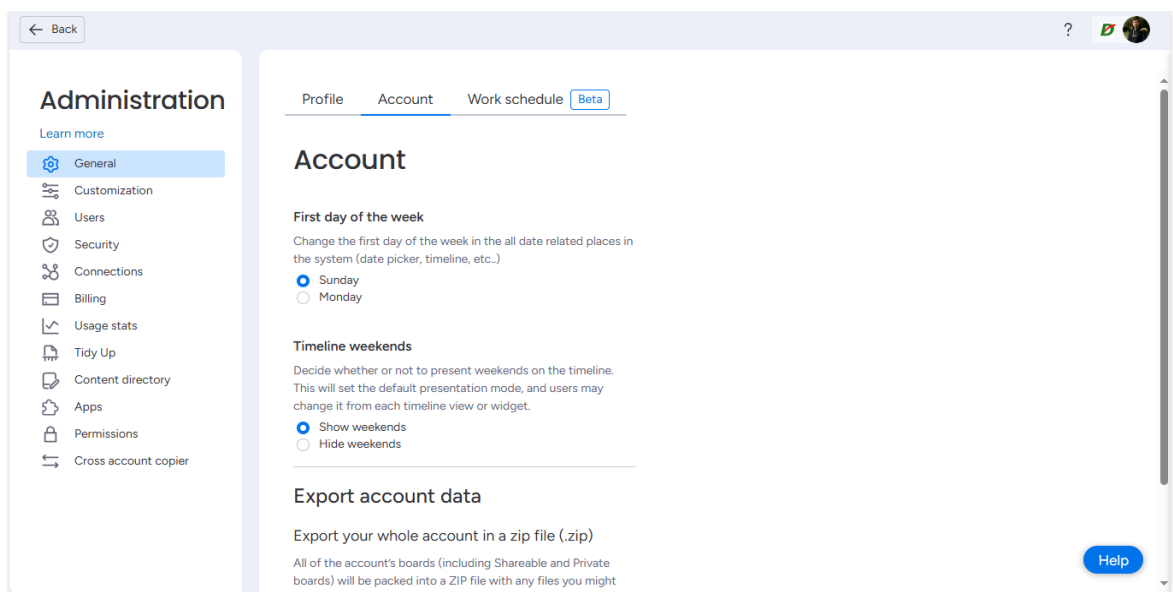 Back
?
Administration
Learn more
General
Customization
Users
Security
Connections
Billing
Usage stats
Tidy Up
Content directory
Apps
Permissions
Cross account copier
Profile Account Work schedule Beta
Account
First day of the week
Change the first day of the week in the all date related places in
the system (date picker, timeline, etc..)
Sunday
Monday
Timeline weekends
Decide whether or not to present weekends on the timeline.
This will set the default presentation mode, and users may
change it from each timeline view or widget.
Show weekends
Hide weekends
Export account data
Export your whole account in a zip file (.zip)
All of the account's boards (including Shareable and Private
boards) will be packed into a ZIP file with any files you might
Help